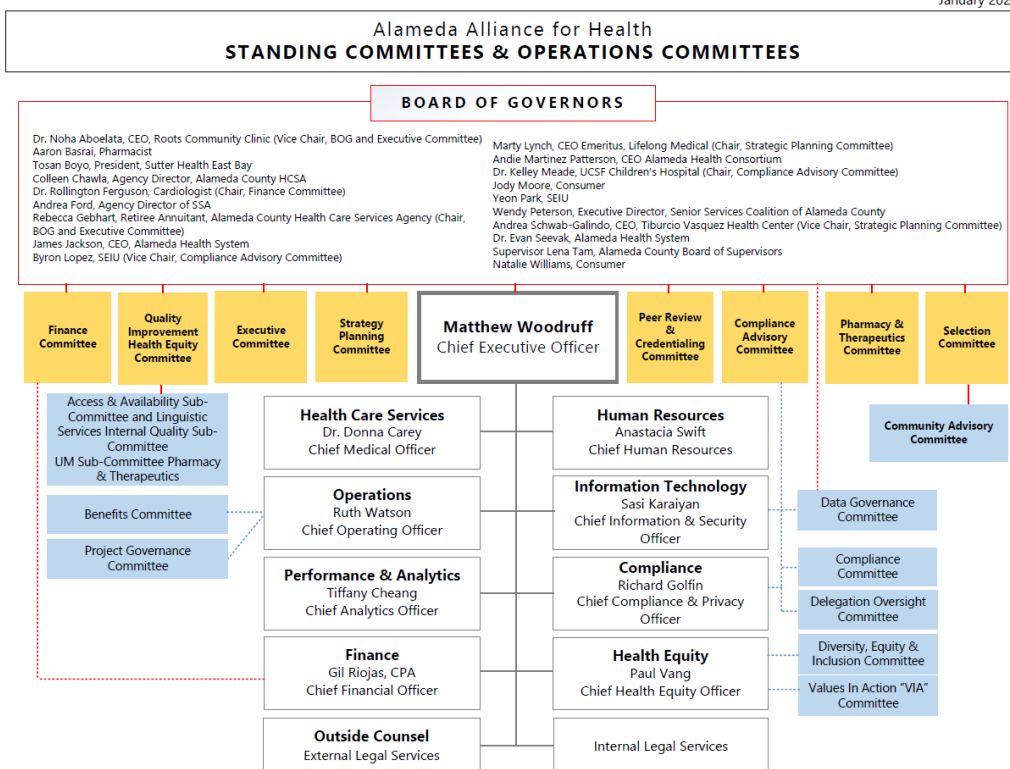 January 202
Alameda Alliance for Health
STANDING COMMITTEES & OPERATIONS COMMITTEES
BOARD OF GOVERNORS
Dr. Noha Aboelata, CEO, Roots Community Clinic (Vice Chair, BOG and Executive Committee)
Aaron Basrai, Pharmacist
Tosan Boyo, President, Sutter Health East Bay
Colleen Chawla, Agency Director, Alameda County HCSA
Dr. Rollington Ferguson, Cardiologist (Chair, Finance Committee)
Andrea Ford, Agency Director of SSA
Rebecca Gebhart, Retiree Annuitant, Alameda County Health Care Services Agency (Chair,
BOG and Executive Committee)
James Jackson, CEO, Alameda Health System
Byron Lopez, SEIU (Vice Chair, Compliance Advisory Committee)
Marty Lynch, CEO Emeritus, Lifelong Medical (Chair, Strategic Planning Committee)
Andie Martinez Patterson, CEO Alameda Health Consortium
Dr. Kelley Meade, UCSF Children's Hospital (Chair, Compliance Advisory Committee)
Jody Moore, Consumer
Yeon Park, SEIU
Wendy Peterson, Executive Director, Senior Services Coalition of Alameda County
Andrea Schwab-Galindo, CEO, Tiburcio Vasquez Health Center (Vice Chair, Strategic Planning Committee)
Dr. Evan Seevak, Alameda Health System
Supervisor Lena Tam, Alameda County Board of Supervisors
Natalie Williams, Consumer
Finance
Committee
Quality
Improvement
Health Equity
Committee
Executive
Committee
Strategy
Planning
Committee
Matthew Woodruff
Chief Executive Officer
Peer Review
&
Credentialing
Committee
Compliance
Advisory
Committee
Pharmacy &
Therapeutics
Committee
Selection
Committee
Access & Availability Sub-
Committee and Linguistic
Services Internal Quality Sub-
Committee
UM Sub-Committee Pharmacy
& Therapeutics
Health Care Services
Dr. Donna Carey
Chief Medical Officer
Human Resources
Anastacia Swift
Chief Human Resources
Community Advisory
Committee
Benefits Committee
Project Governance
Committee
Operations
Ruth Watson
Chief Operating Officer
Information Technology
Sasi Karaiyan
Chief Information & Security
Officer
Data Governance
Committee
Performance & Analytics
Tiffany Cheang
Chief Analytics Officer
Compliance
Richard Golfin
Chief Compliance & Privacy
Officer
Compliance
Committee
Delegation Oversight
Committee
Finance
Gil Riojas, CPA
Chief Financial Officer
Health Equity
Paul Vang
Chief Health Equity Officer
Diversity, Equity &
Inclusion Committee
Values In Action “VIA”
Committee
Outside Counsel
External Legal Services
Internal Legal Services